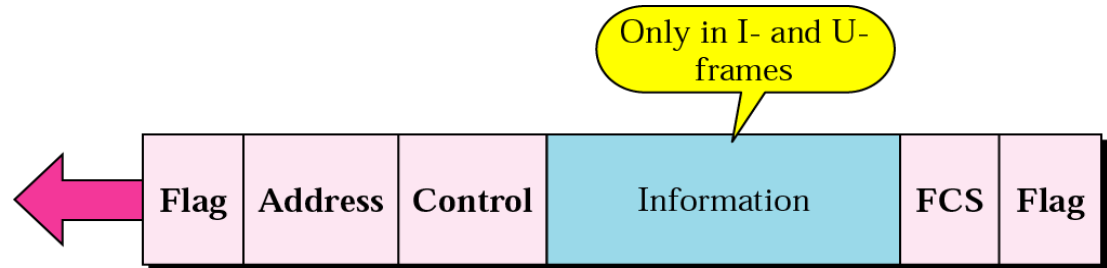 Only in I- and U-
frames
Flag Address Control Information FCS Flag